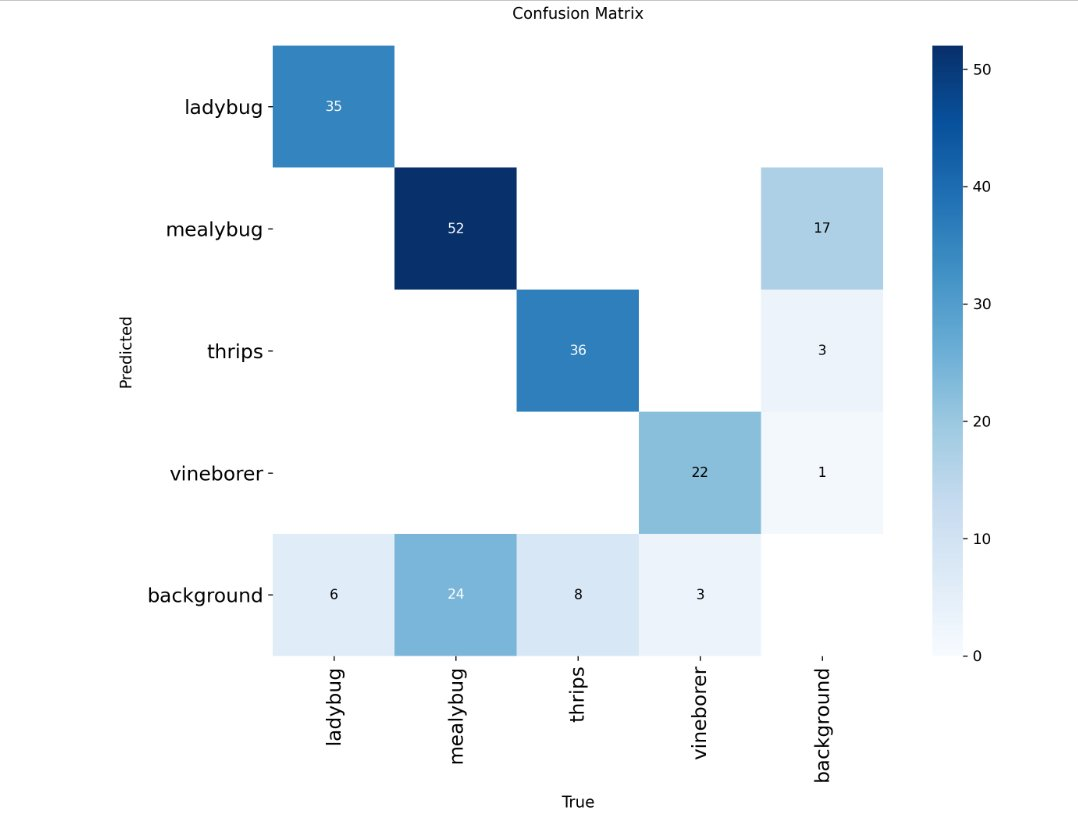 Confusion Matrix
ladybug
35
50
40
mealybug
52
17
30
Predicted
thrips
36
3
20
vineborer
22
1
10
background
6
24
8
3
0
ladybug
mealybug
thrips
vineborer
background
True